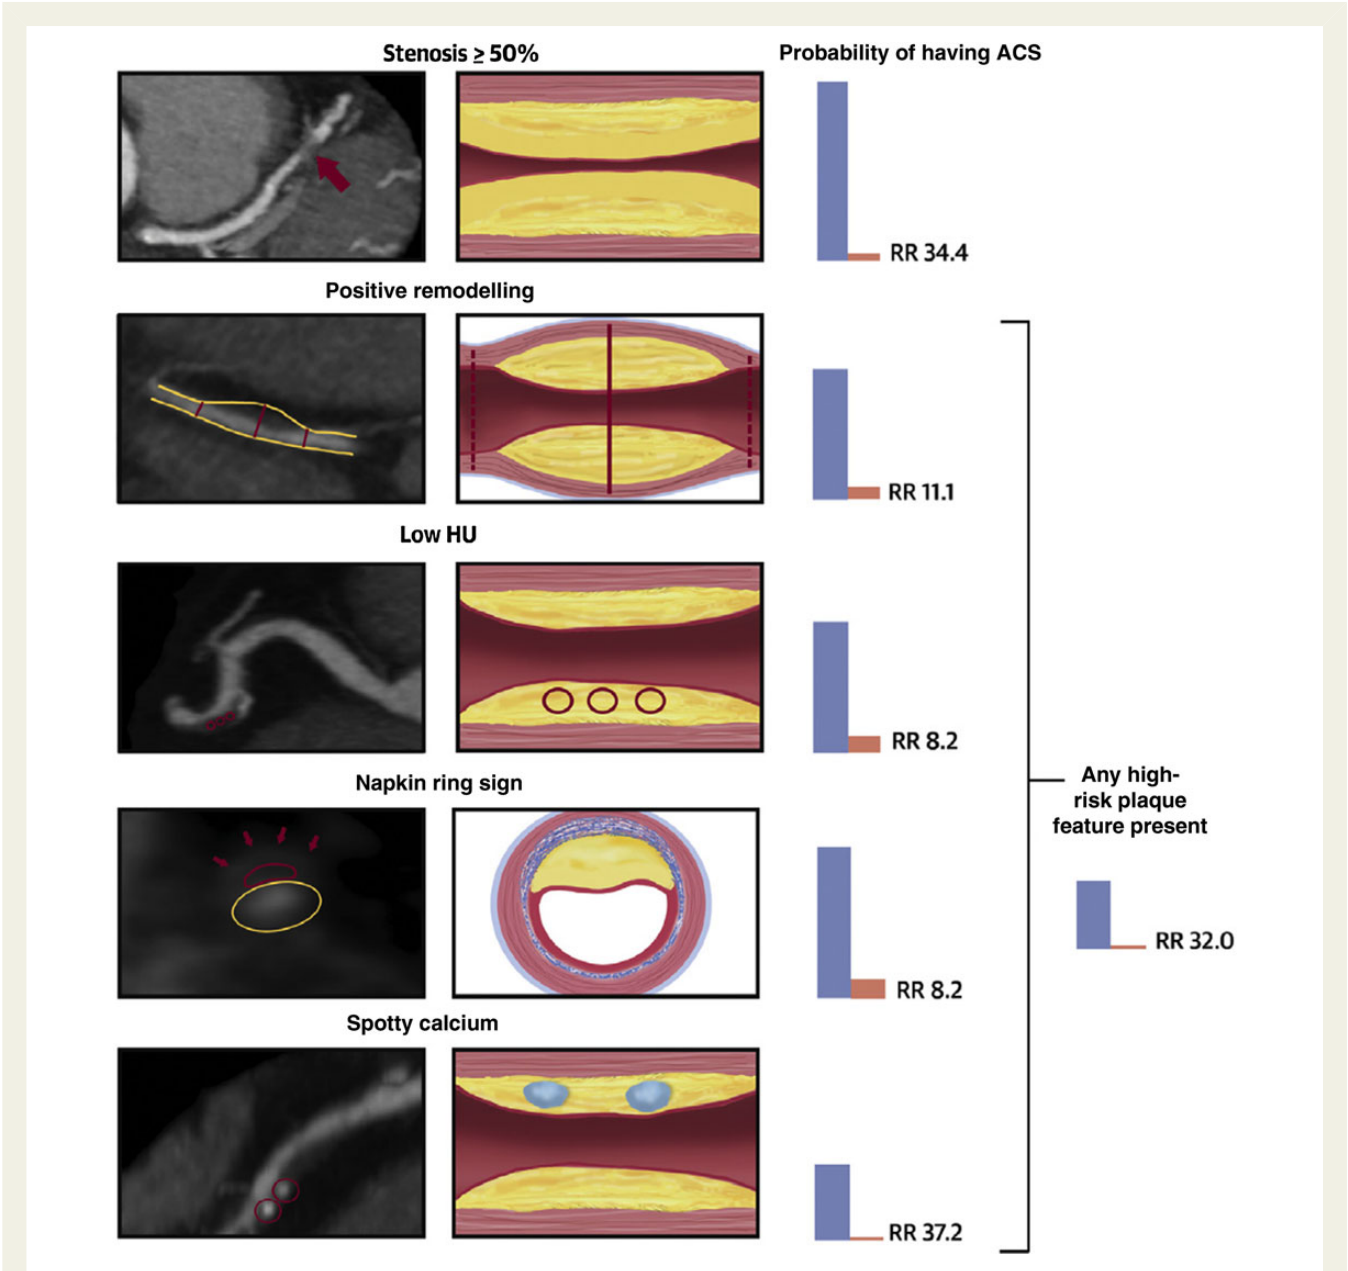 Stenosis ≥ 50%
Probability of having ACS
RR 34.4
Positive remodelling
RR 11.1
Low HU
RR 8.2
Napkin ring sign
RR 8.2
Spotty calcium
RR 37.2
Any high-
risk plaque
feature present
RR 32.0